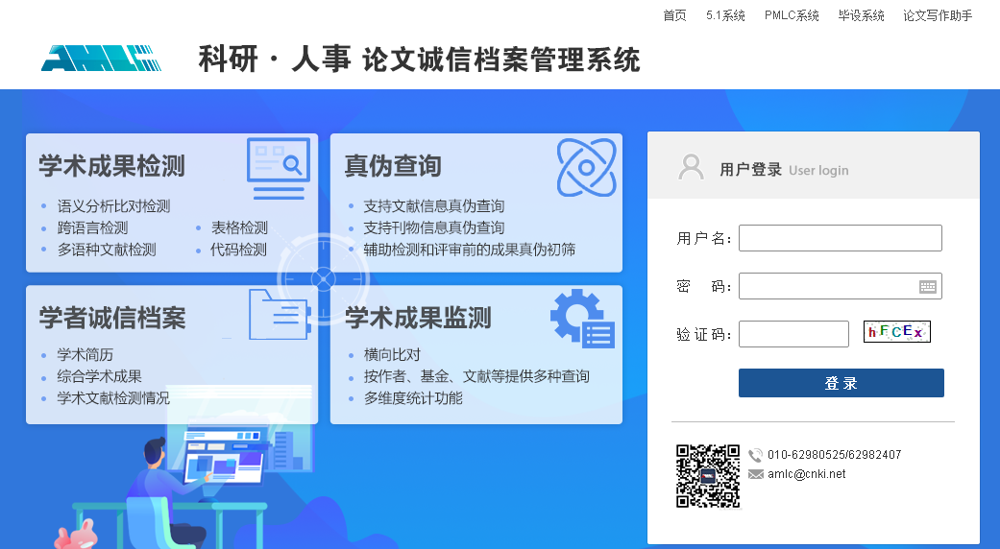 首页 5.1系统 PMLC系统 毕设系统 论文写作助手
AMLC 科研·人事 论文诚信档案管理系统
学术成果检测
语义分析比对检测
跨语言检测 表格检测
多语种文献检测 代码检测
真伪查询
支持文献信息真伪查询
支持刊物信息真伪查询
辅助检测和评审前的成果真伪初筛
学者诚信档案
学术简历
综合学术成果
学术文献检测情况
学术成果监测
横向比对
按作者、基金、文献等提供多种查询
多维度统计功能
用户登录 User login
用户名：
密 码：
验证码： hFCEx
登录
010-62980525/62982407
amlc@cnki.net